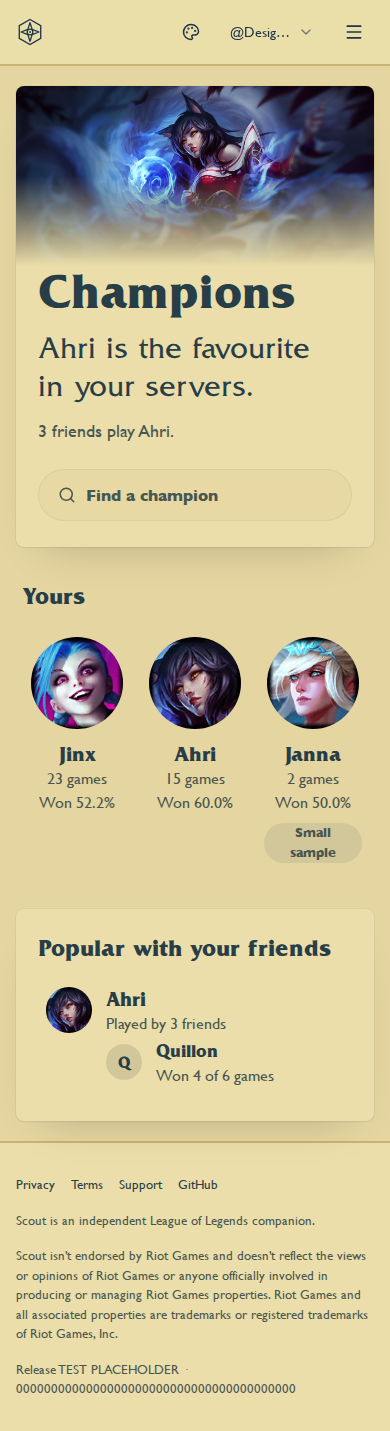 @Desig...
Champions
Ahri is the favourite
in your servers.
3 friends play Ahri.
Find a champion
Yours
Jinx
23 games
Won 52.2%
Ahri
15 games
Won 60.0%
Janna
2 games
Won 50.0%
Small
sample
Popular with your friends
Ahri
Played by 3 friends
Q
Quillon
Won 4 of 6 games
Privacy Terms Support GitHub
Scout is an independent League of Legends companion.
Scout isn't endorsed by Riot Games and doesn't reflect the views
or opinions of Riot Games or anyone officially involved in
producing or managing Riot Games properties. Riot Games and
all associated properties are trademarks or registered trademarks
of Riot Games, Inc.
Release TEST PLACEHOLDER ·
0000000000000000000000000000000000000000